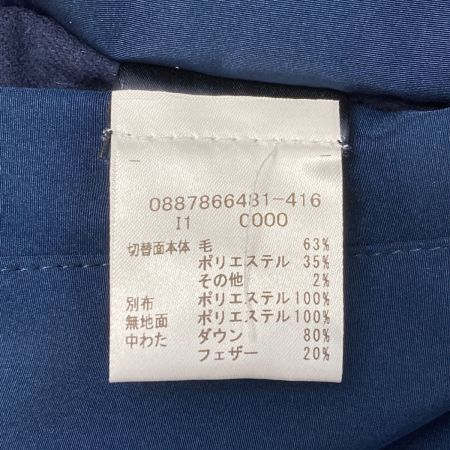 0887866481-416
I1 C000
切替面本体 毛 63%
ポリエステル 35%
その他 2%
別布 ポリエステル100%
無地面 ポリエステル100%
中わた ダウン 80%
フェザー 20%